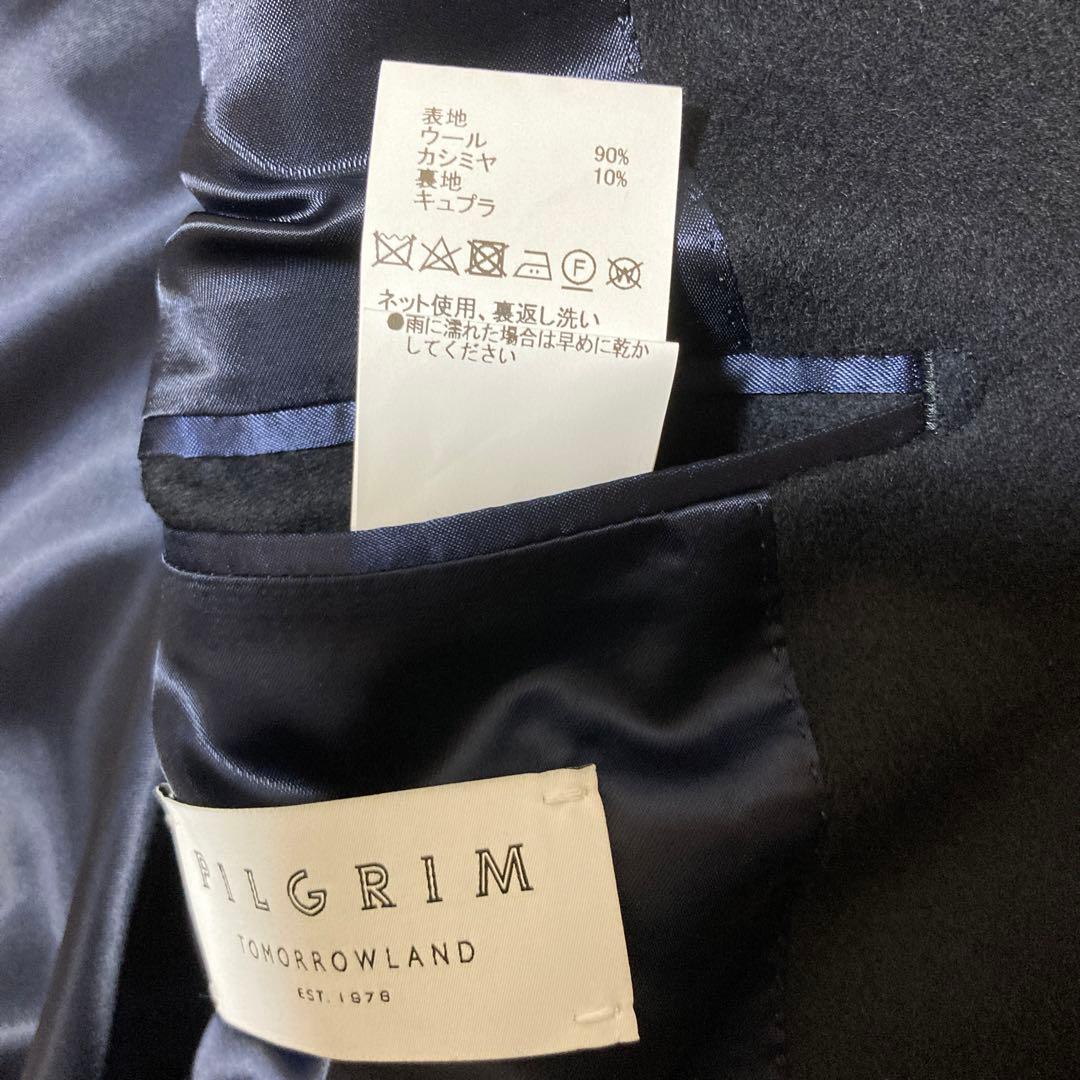 表地
ウール 90%
カシミヤ 10%
裏地
キュプラ
F
W
ネット使用、裏返し洗い
●雨に濡れた場合は早めに乾か
してください
PILGRIM
TOMORROWLAND
EST. 1978